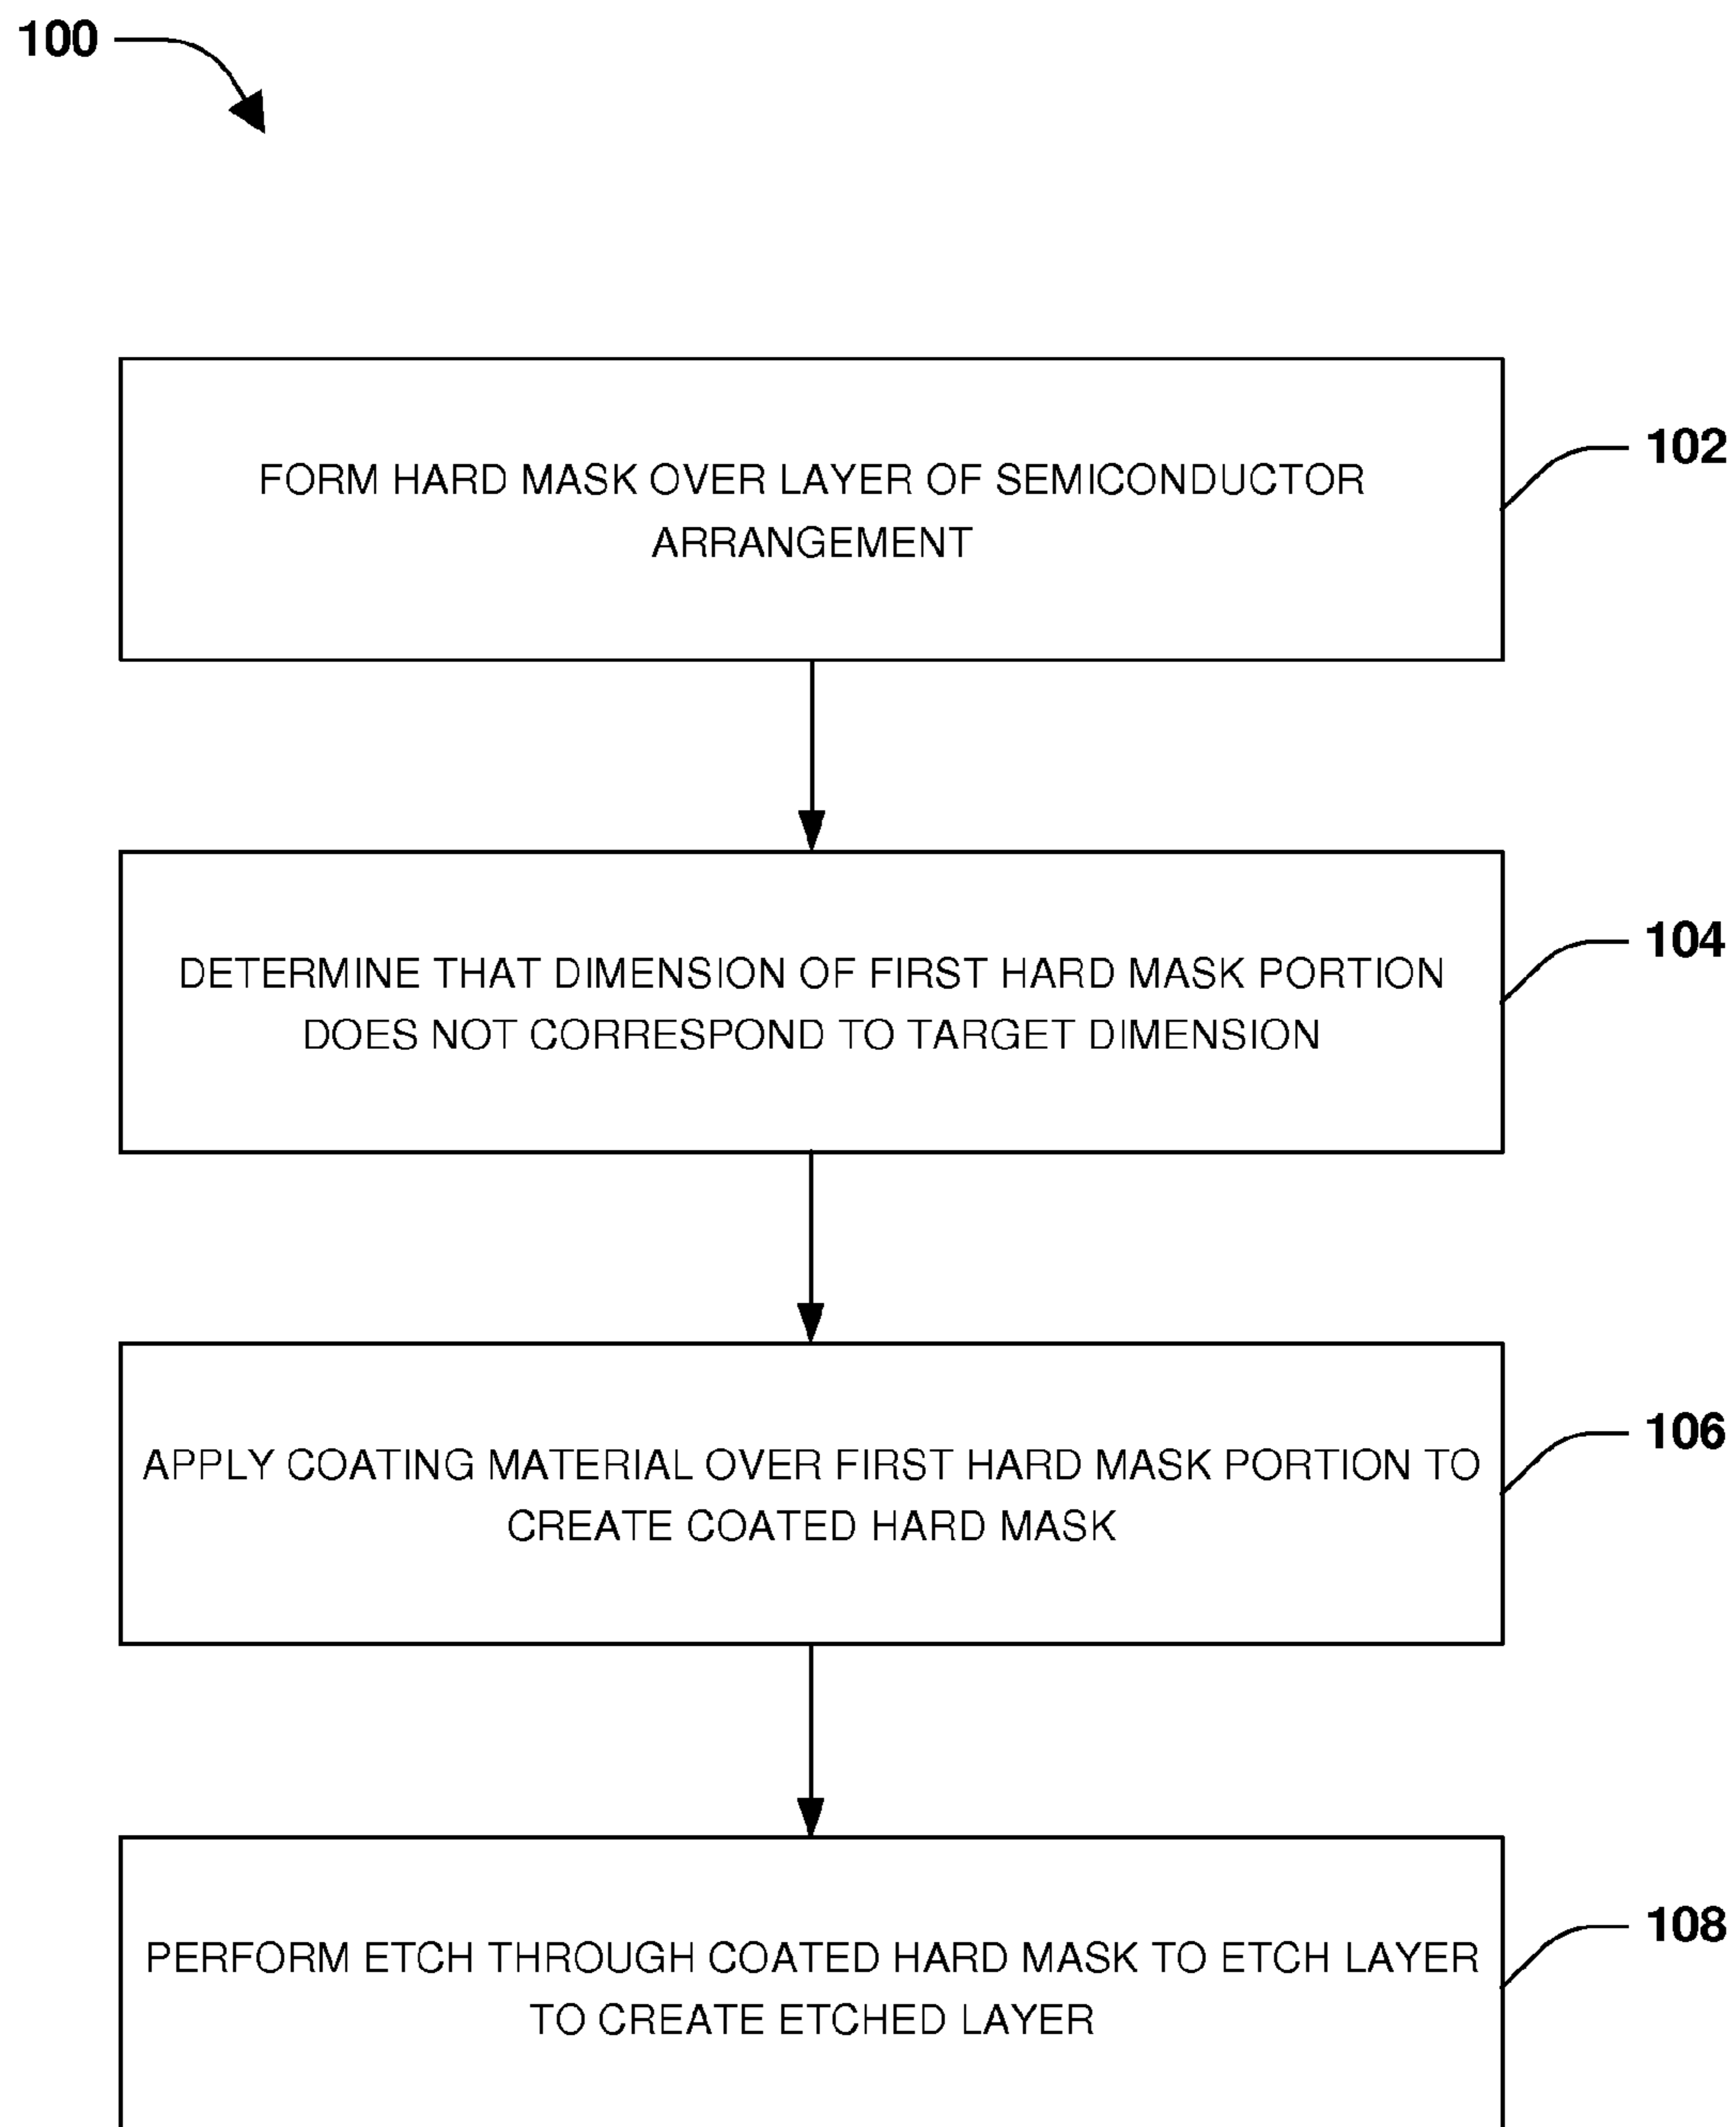 100
FORM HARD MASK OVER LAYER OF SEMICONDUCTOR
ARRANGEMENT
102
DETERMINE THAT DIMENSION OF FIRST HARD MASK PORTION
DOES NOT CORRESPOND TO TARGET DIMENSION
104
APPLY COATING MATERIAL OVER FIRST HARD MASK PORTION TO
CREATE COATED HARD MASK
106
PERFORM ETCH THROUGH COATED HARD MASK TO ETCH LAYER
TO CREATE ETCHED LAYER
108